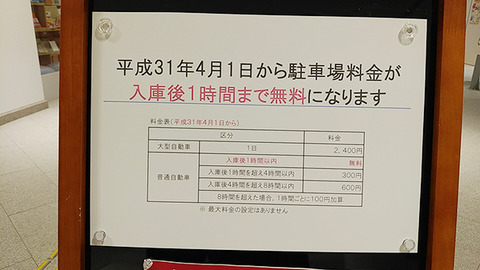 平成31年4月1日から駐車場料金が
入庫後1時間まで無料になります
料金表(平成31年4月1日から)
区分 料金
大型自動車 1日 2,400円
普通自動車 入庫後1時間以内 無料
入庫後1時間を超え4時間以内 300円
入庫後4時間を超え8時間以内 600円
8時間を超えた場合、1時間ごとに100円加算
※ 最大料金の設定はありません